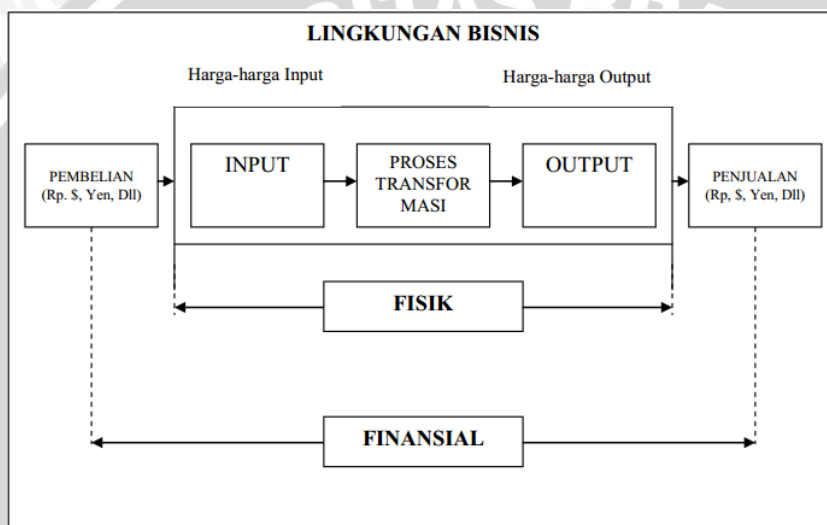 LINGKUNGAN BISNIS
Harga-harga Input
Harga-harga Output
PEMBELIAN
(Rp. $, Yen, Dll)
INPUT
PROSES
TRANSFOR
MASI
OUTPUT
PENJUALAN
(Rp, $, Yen, Dll)
FISIK
FINANSIAL